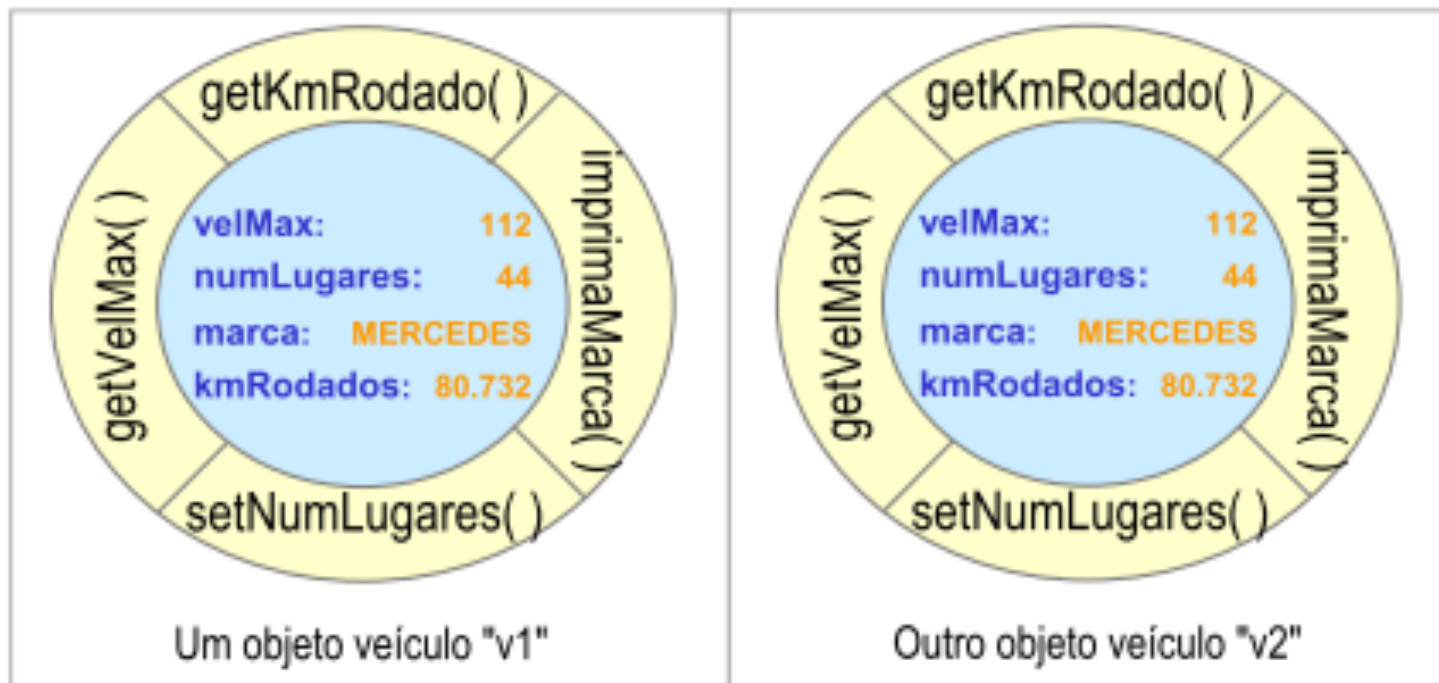 getKmRodado( )
getVelMax( )
velMax: 112
numLugares: 44
marca: MERCEDES
kmRodados: 80.732
imprimaMarca( )
setNumLugares( )
Um objeto veículo "v1"
getKmRodado( )
getVelMax( )
velMax: 112
numLugares: 44
marca: MERCEDES
kmRodados: 80.732
imprimaMarca( )
setNumLugares( )
Outro objeto veículo "v2"